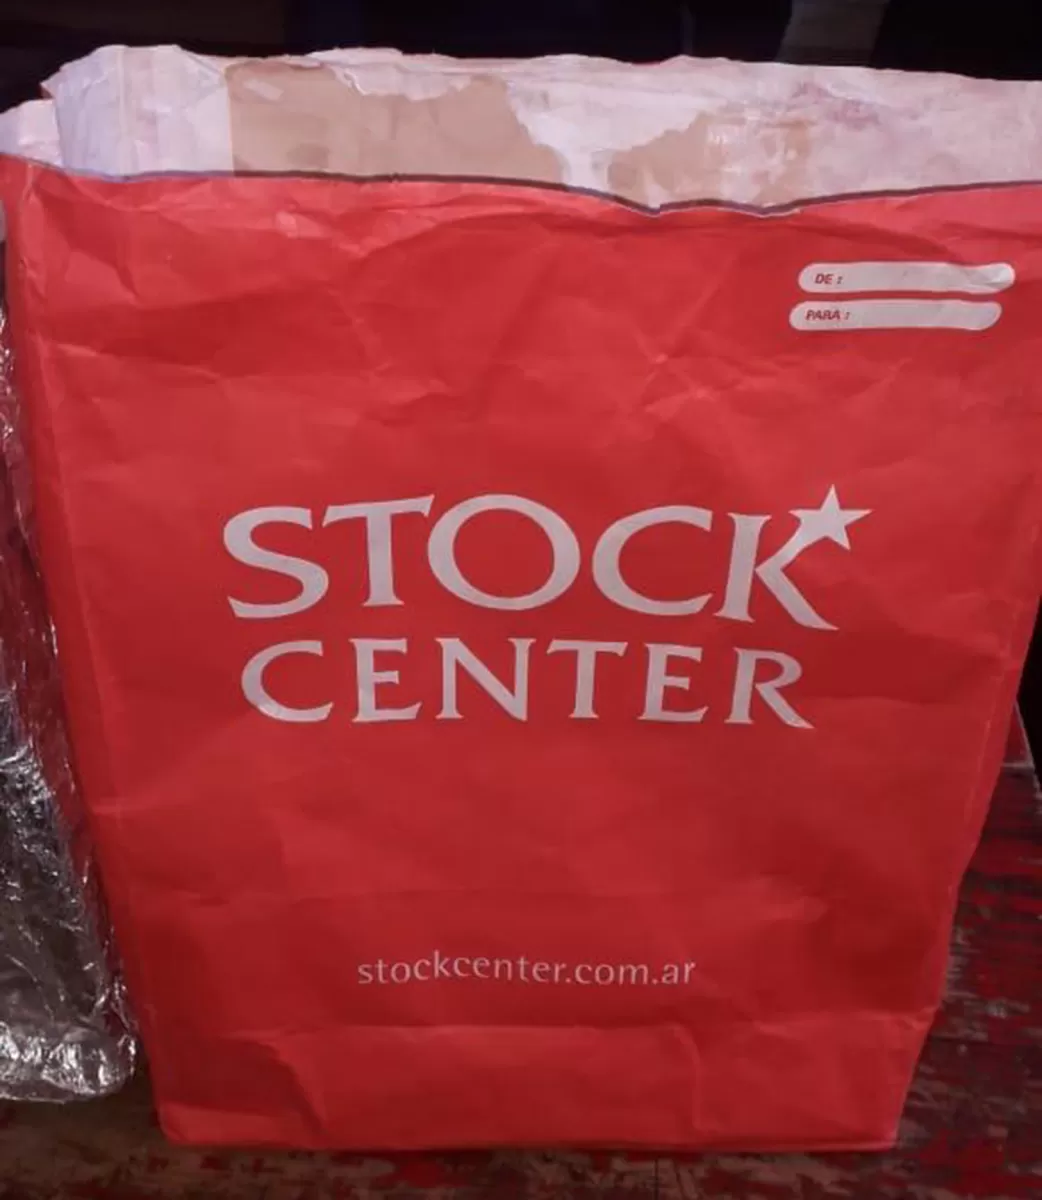 DE :
PARA :
STOCK
CENTER
stockcenter.com.ar